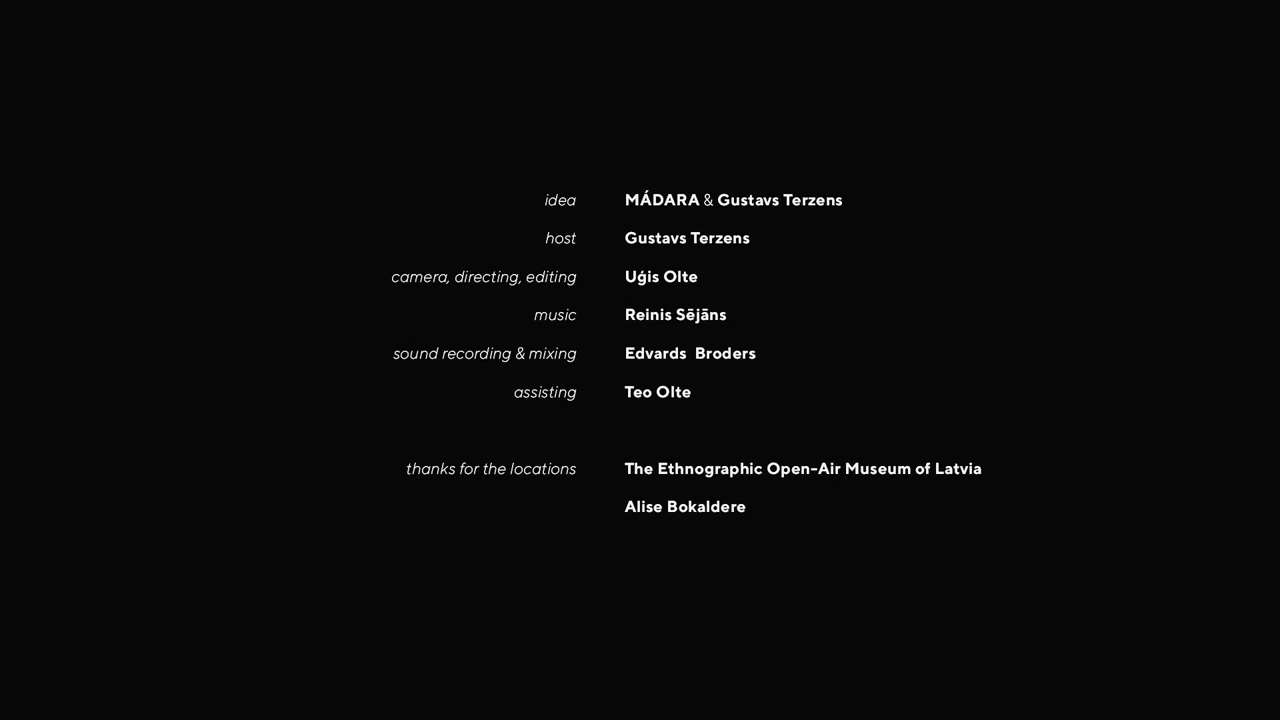 idea MÁDARA & Gustavs Terzens
host Gustavs Terzens
camera, directing, editing Uģis Olte
music Reinis Sējāns
sound recording & mixing Edvards Broders
assisting Teo Olte
thanks for the locations The Ethnographic Open-Air Museum of Latvia
Alise Bokaldere